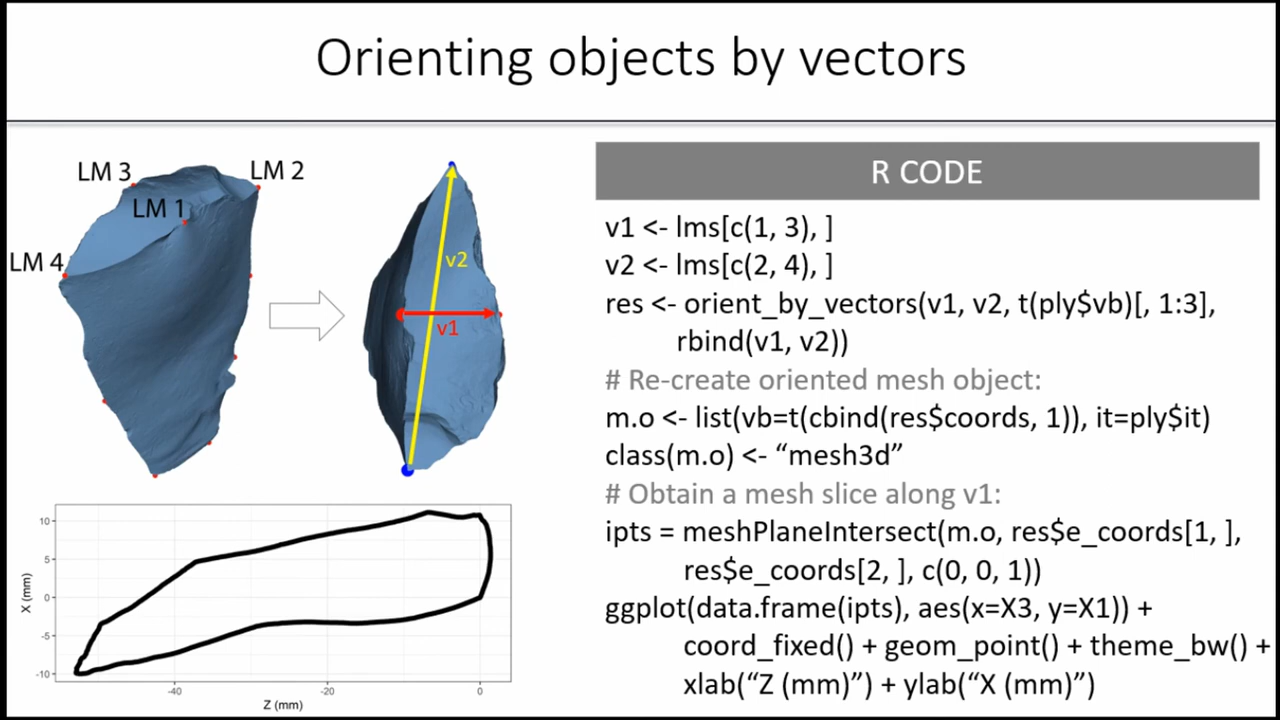 Orienting objects by vectors
LM 3
LM 2
LM 1
LM 4
v2
v1
10
5
0
-5
-10
X (mm)
-40
-20
0
Z (mm)
R CODE
v1 <- lms[c(1, 3), ]
v2 <- lms[c(2, 4), ]
res <- orient_by_vectors(v1, v2, t(ply$vb)[, 1:3],
rbind(v1, v2))
# Re-create oriented mesh object:
m.o <- list(vb=t(cbind(res$coords, 1)), it=ply$it)
class(m.o) <- “mesh3d”
# Obtain a mesh slice along v1:
ipts = meshPlaneIntersect(m.o, res$e_coords[1, ],
res$e_coords[2, ], c(0, 0, 1))
ggplot(data.frame(ipts), aes(x=X3, y=X1)) +
coord_fixed() + geom_point() + theme_bw() +
xlab(“Z (mm)”) + ylab(“X (mm)”)